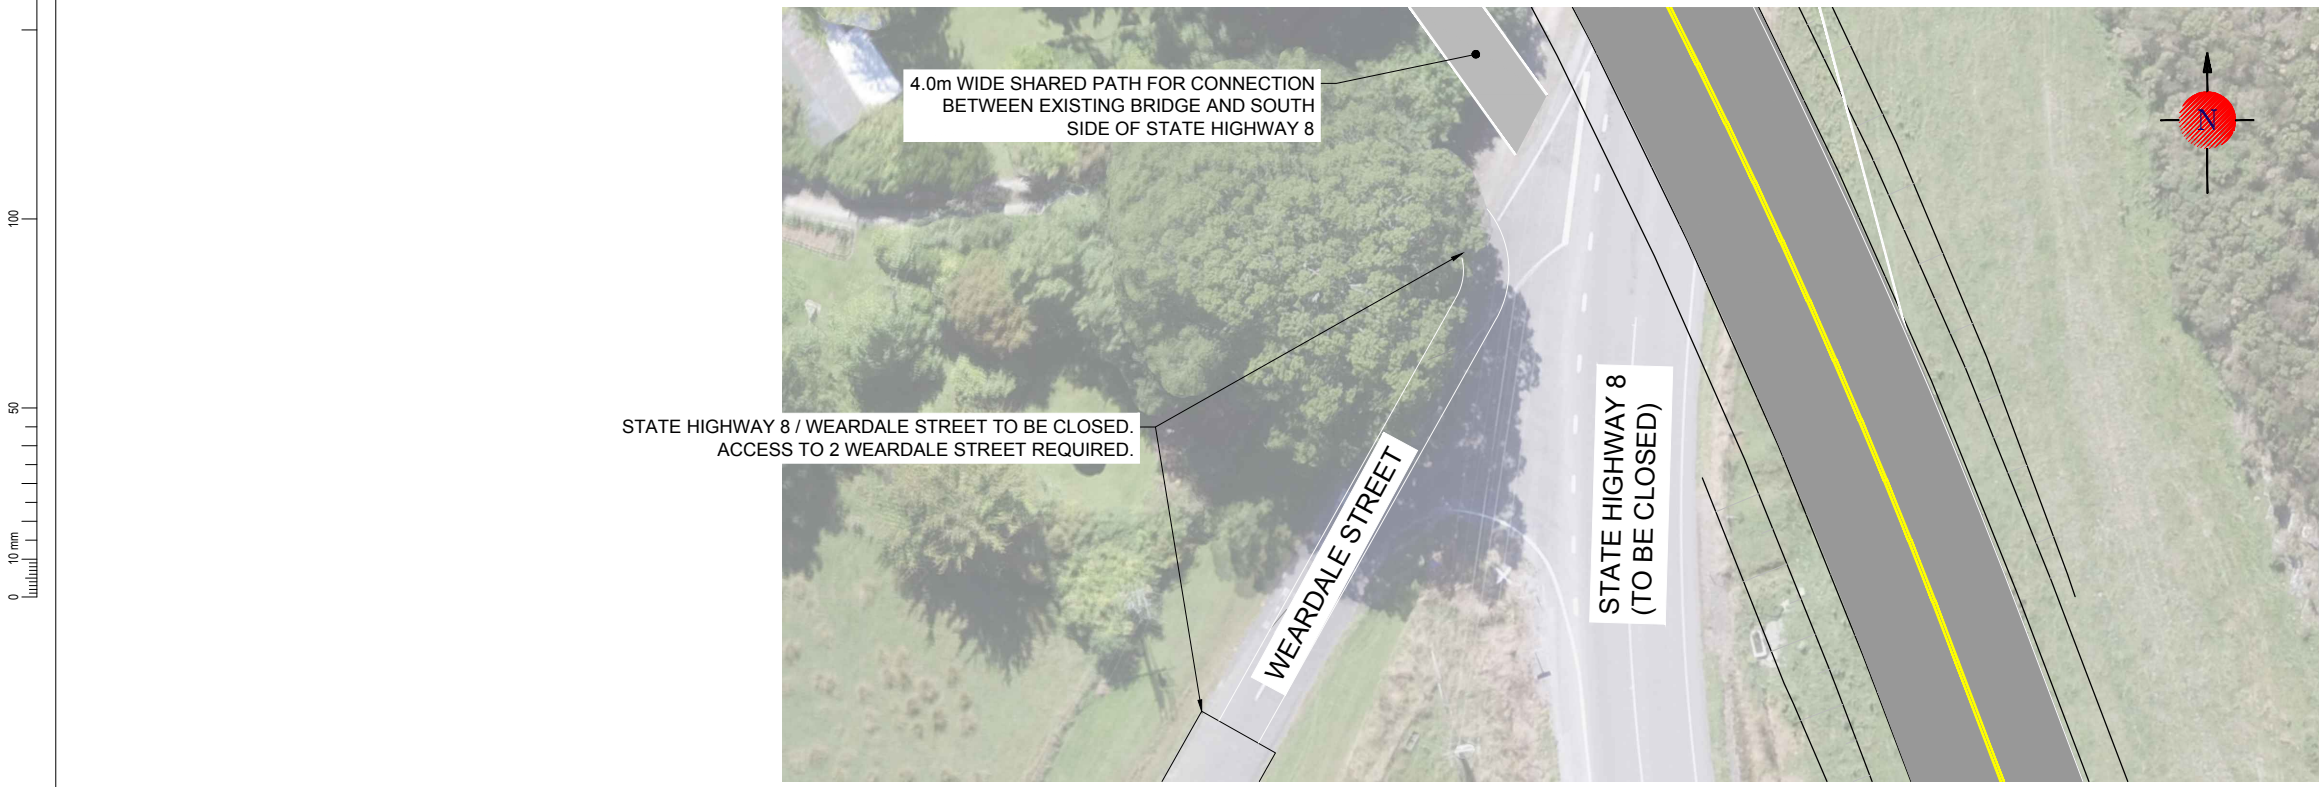 4.0m WIDE SHARED PATH FOR CONNECTION
BETWEEN EXISTING BRIDGE AND SOUTH
SIDE OF STATE HIGHWAY 8
N
100
50
10 mm
0
STATE HIGHWAY 8 / WEARDALE STREET TO BE CLOSED.
ACCESS TO 2 WEARDALE STREET REQUIRED.
WEARDALE STREET
STATE HIGHWAY 8
(TO BE CLOSED)